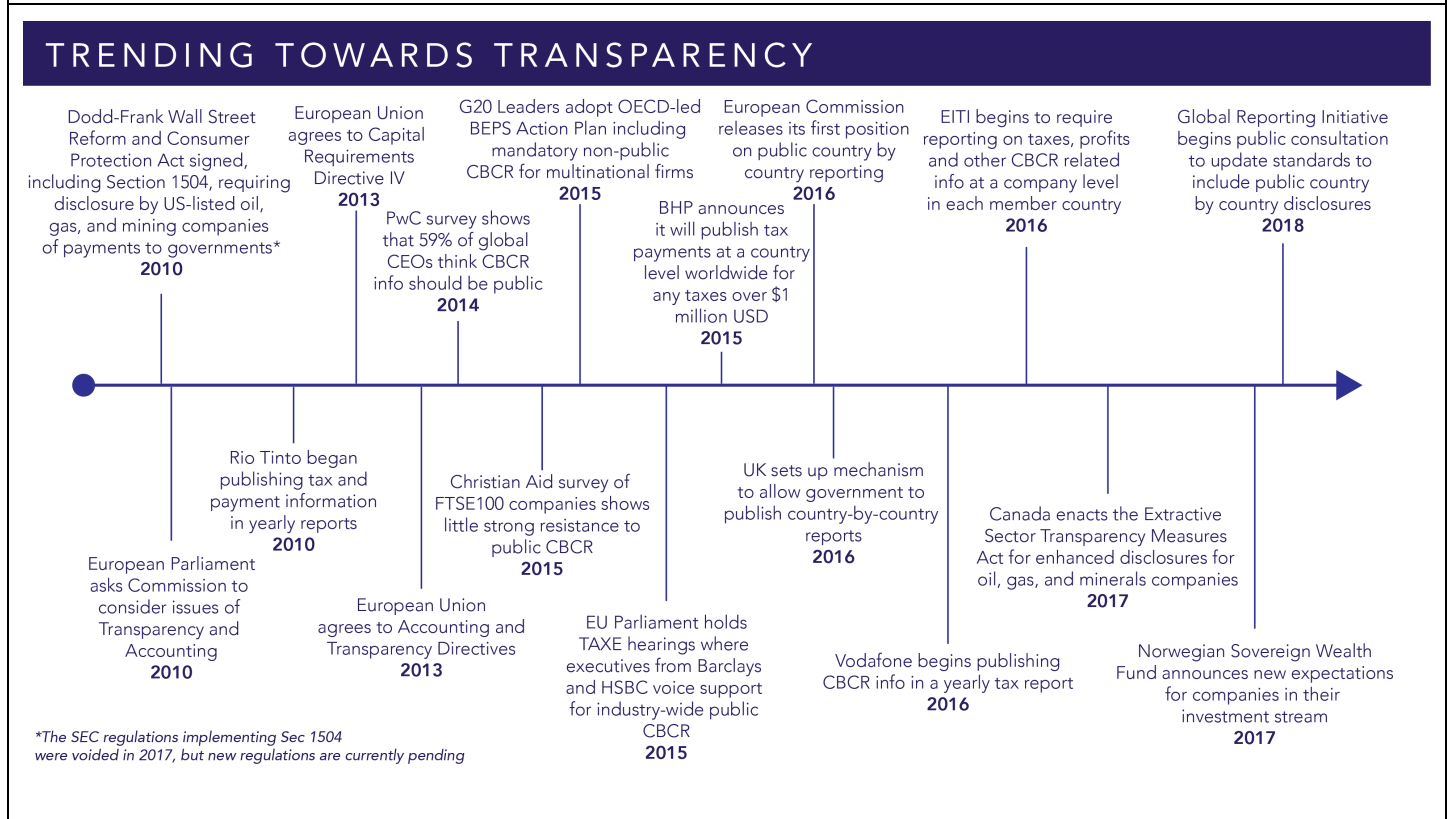 TRENDING TOWARDS TRANSPARENCY
Dodd-Frank Wall Street
Reform and Consumer
Protection Act signed,
including Section 1504, requiring
disclosure by US-listed oil,
gas, and mining companies
of payments to governments*
2010
European Union
agrees to Capital
Requirements
Directive IV
2013
PwC survey shows
that 59% of global
CEOs think CBCR
info should be public
2014
G20 Leaders adopt OECD-led
BEPS Action Plan including
mandatory non-public
CBCR for multinational firms
2015
BHP announces
it will publish tax
payments at a country
level worldwide for
any taxes over $1
million USD
2015
European Commission
releases its first position
on public country by
country reporting
2016
EITI begins to require
reporting on taxes, profits
and other CBCR related
info at a company level
in each member country
2016
Global Reporting Initiative
begins public consultation
to update standards to
include public country
by country disclosures
2018
European Parliament
asks Commission to
consider issues of
Transparency and
Accounting
2010
Rio Tinto began
publishing tax and
payment information
in yearly reports
2010
European Union
agrees to Accounting and
Transparency Directives
2013
Christian Aid survey of
FTSE100 companies shows
little strong resistance to
public CBCR
2015
EU Parliament holds
TAXE hearings where
executives from Barclays
and HSBC voice support
for industry-wide public
CBCR
2015
UK sets up mechanism
to allow government to
publish country-by-country
reports
2016
Vodafone begins publishing
CBCR info in a yearly tax report
2016
Canada enacts the Extractive
Sector Transparency Measures
Act for enhanced disclosures for
oil, gas, and minerals companies
2017
Norwegian Sovereign Wealth
Fund announces new expectations
for companies in their
investment stream
2017
*The SEC regulations implementing Sec 1504
were voided in 2017, but new regulations are currently pending